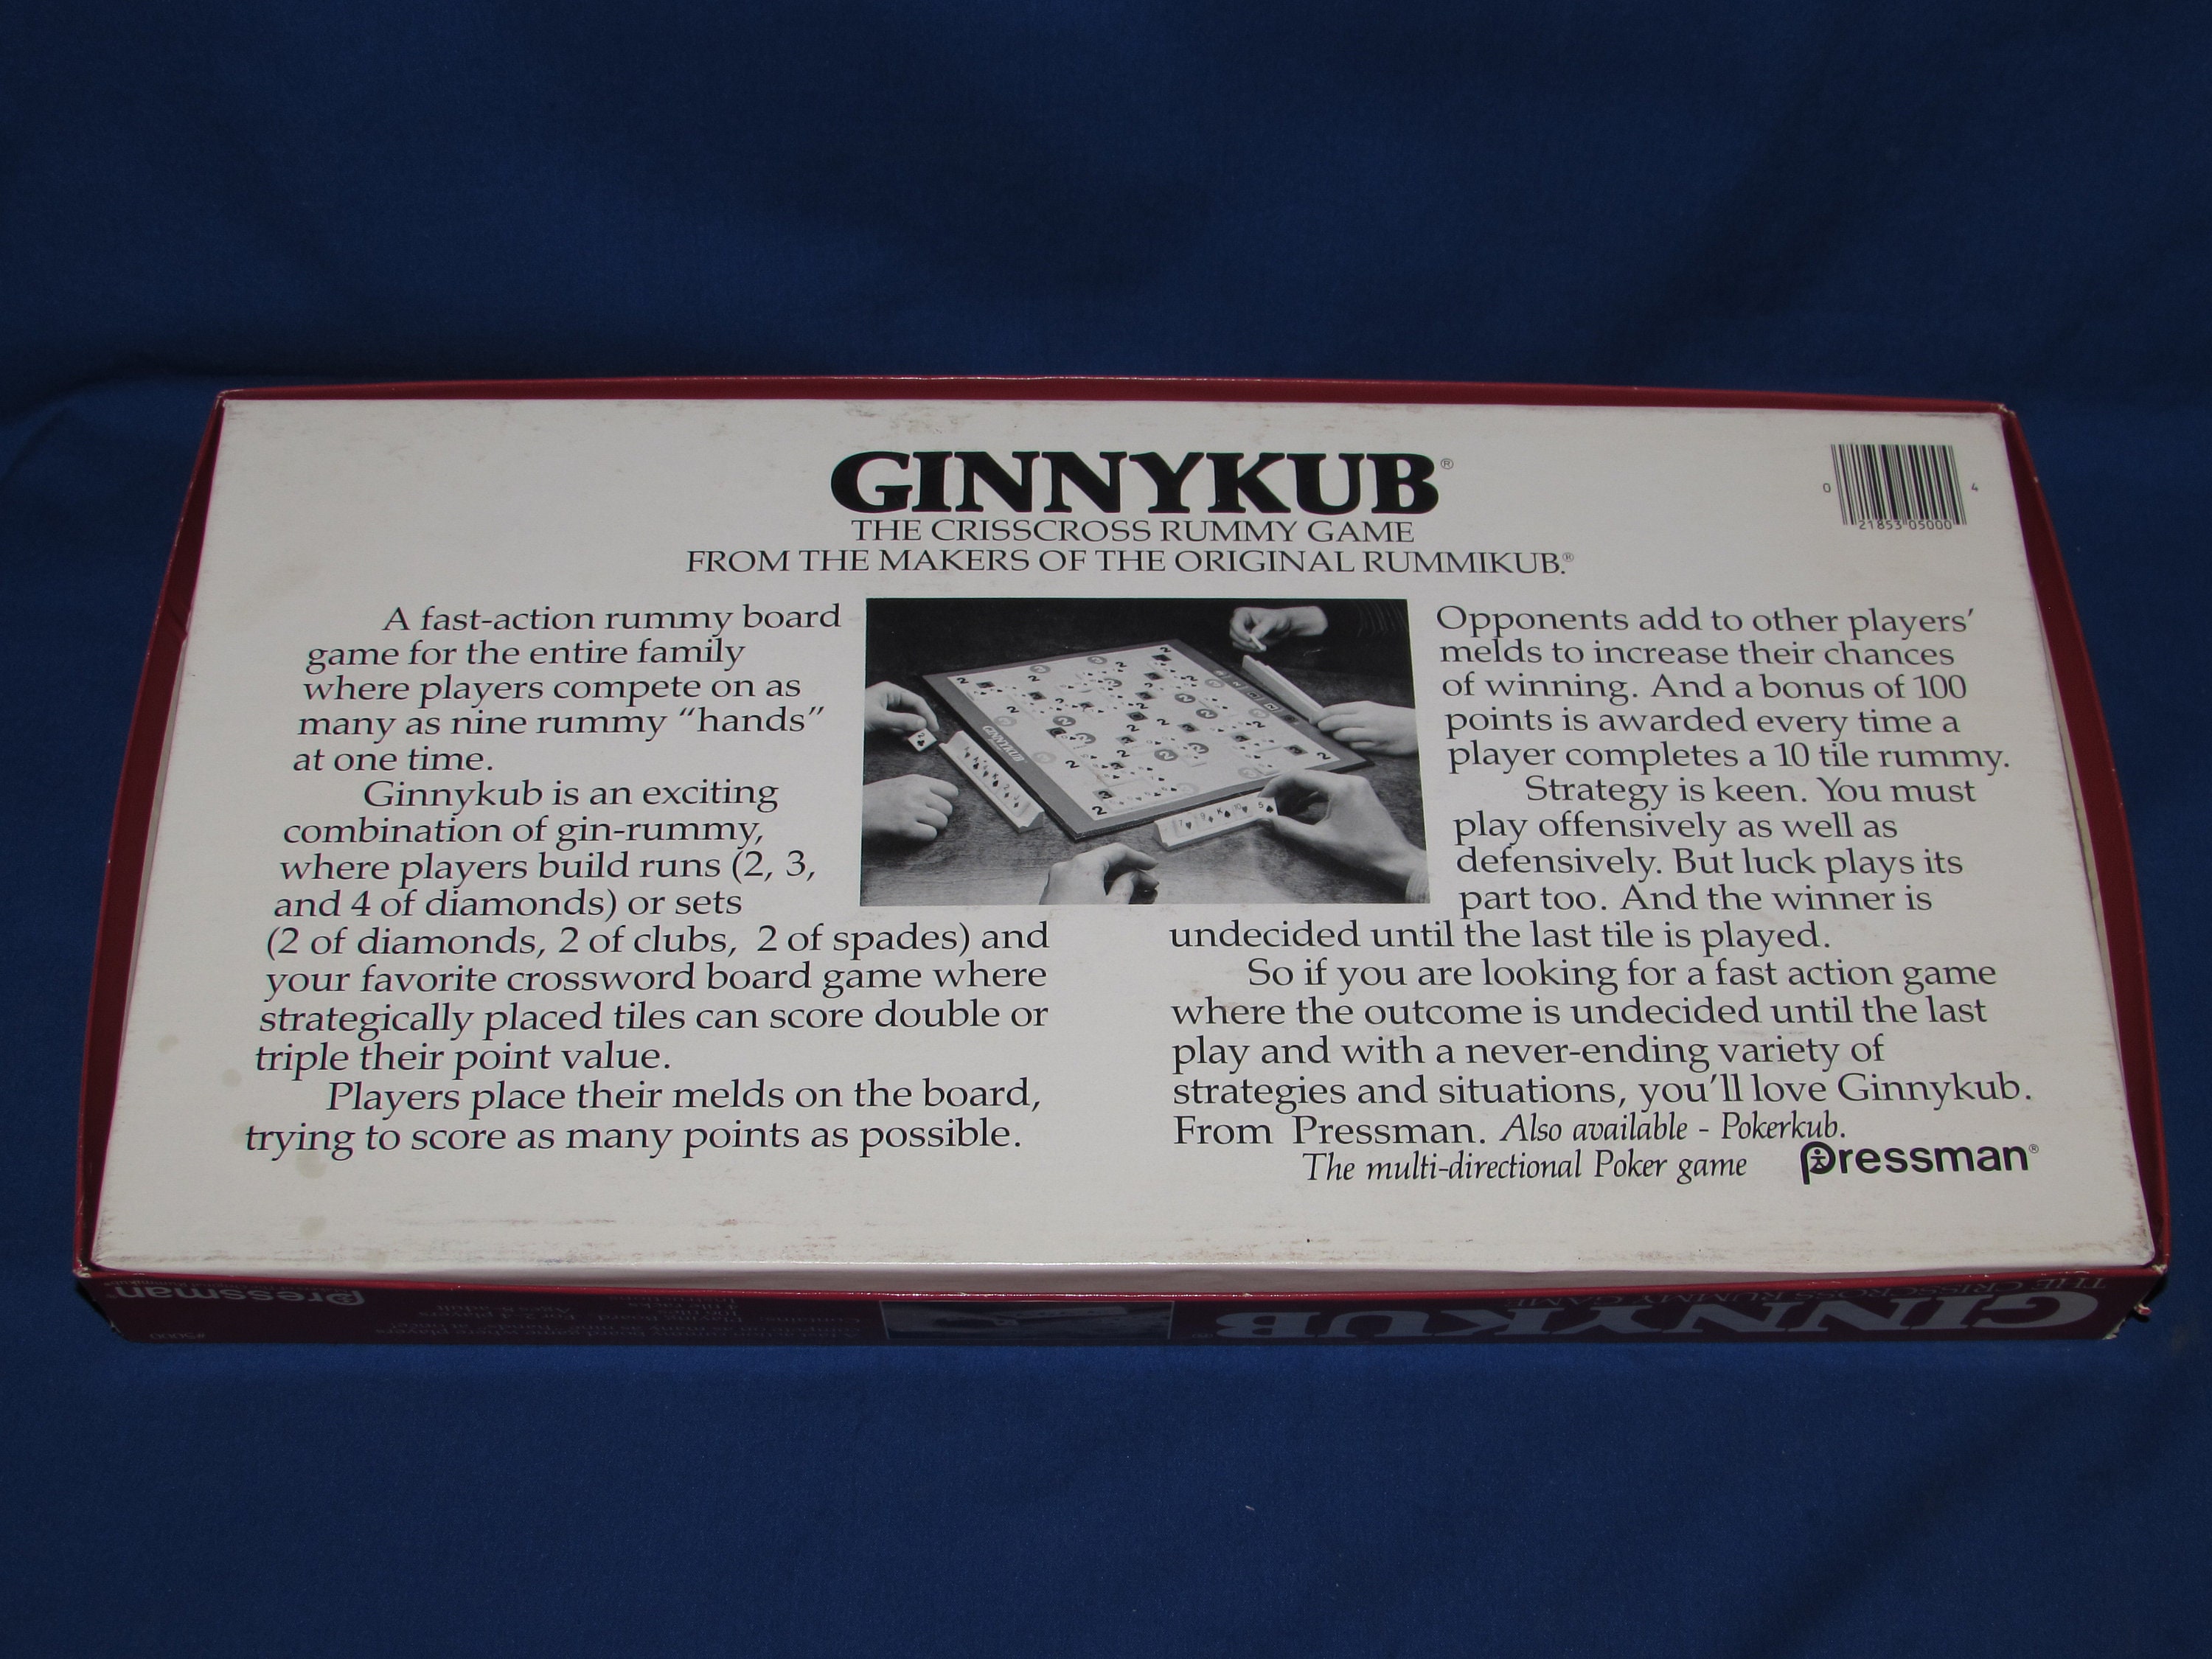 GINNYKUB®
THE CRISSCROSS RUMMY GAME
FROM THE MAKERS OF THE ORIGINAL RUMMIKUB.®
0 21853 05000 4
A fast-action rummy board
game for the entire family
where players compete on as
many as nine rummy “hands”
at one time.
Ginnykub is an exciting
combination of gin-rummy,
where players build runs (2, 3,
and 4 of diamonds) or sets
(2 of diamonds, 2 of clubs, 2 of spades) and
your favorite crossword board game where
strategically placed tiles can score double or
triple their point value.
Players place their melds on the board,
trying to score as many points as possible.
GINNYKUB
Opponents add to other players’
melds to increase their chances
of winning. And a bonus of 100
points is awarded every time a
player completes a 10 tile rummy.
Strategy is keen. You must
play offensively as well as
defensively. But luck plays its
part too. And the winner is
undecided until the last tile is played.
So if you are looking for a fast action game
where the outcome is undecided until the last
play and with a never-ending variety of
strategies and situations, you’ll love Ginnykub.
From Pressman. Also available - Pokerkub.
The multi-directional Poker game
Pressman®
GINNYKUB®
THE CRISSCROSS RUMMY GAME
Pressman
#5000